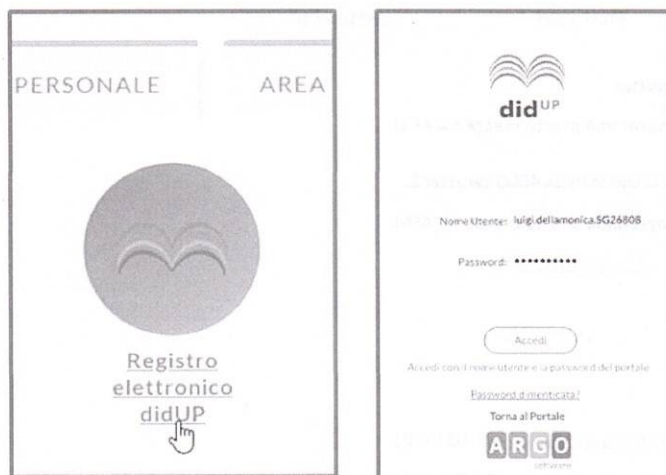 PERSONALE
AREA
Registro
elettronico
didUP
didUP
Nome Utente: luigi.dellamonica.SG26808
Password: ••••••••••
Accedi
Accedi con il nome utente e la password del portale
Password dimenticata?
Torna al Portale
ARGO
software